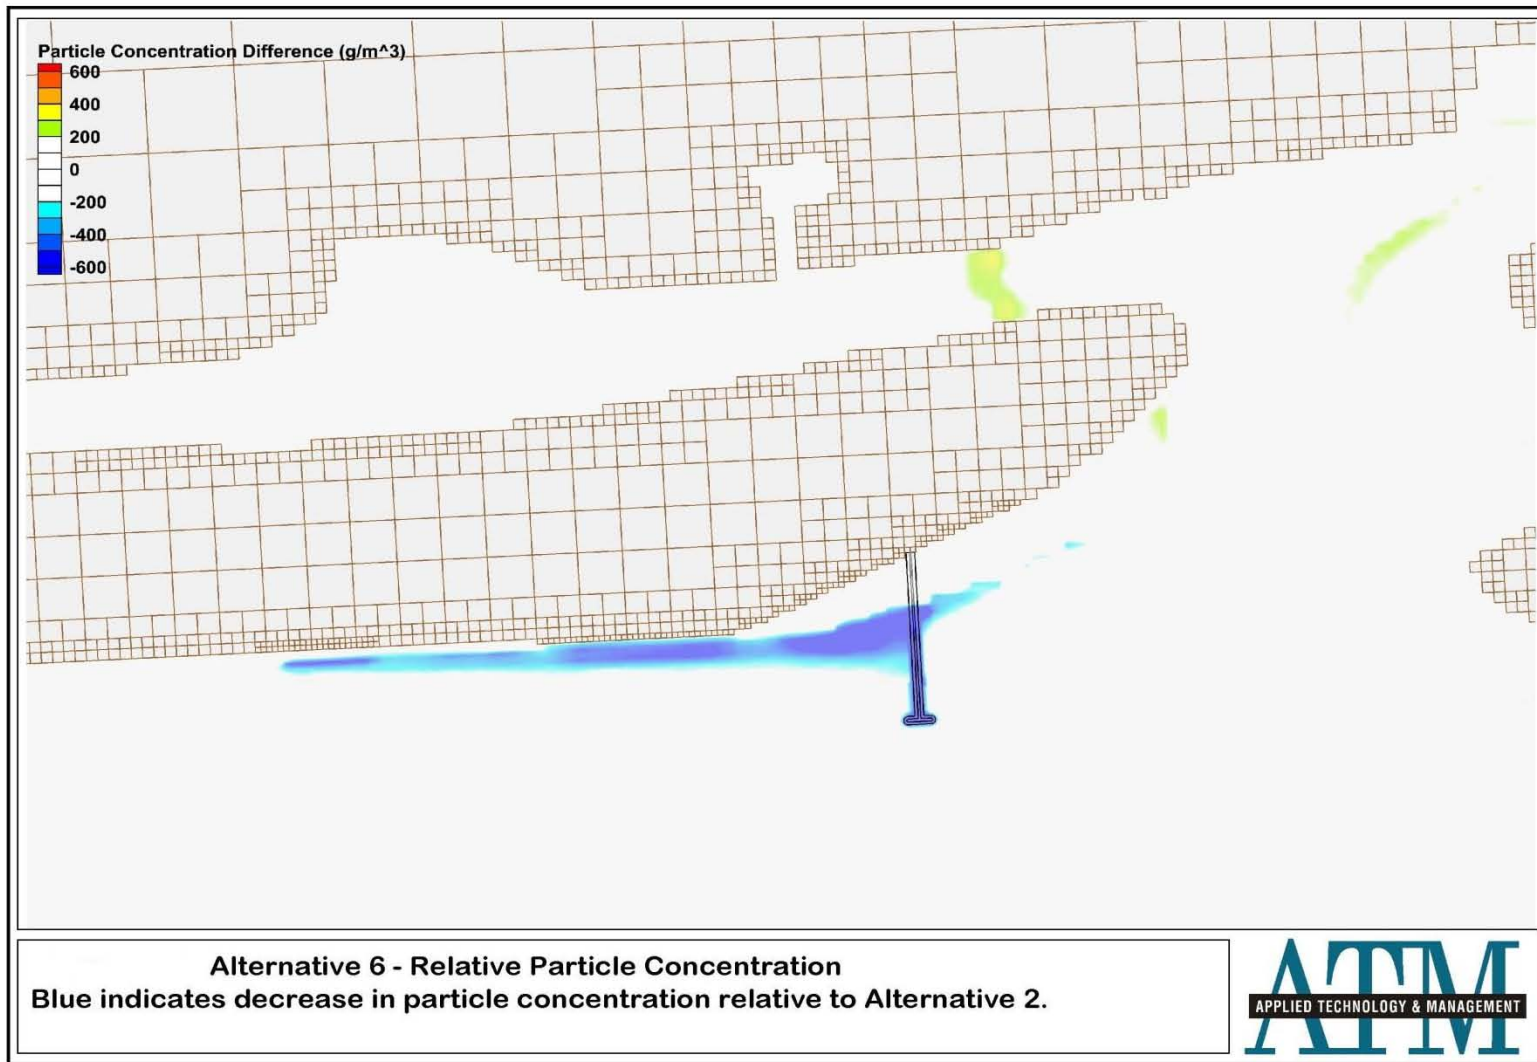 Particle Concentration Difference (g/m^3)
600
400
200
0
-200
-400
-600
Alternative 6 - Relative Particle Concentration
Blue indicates decrease in particle concentration relative to Alternative 2.
ATM
APPLIED TECHNOLOGY & MANAGEMENT